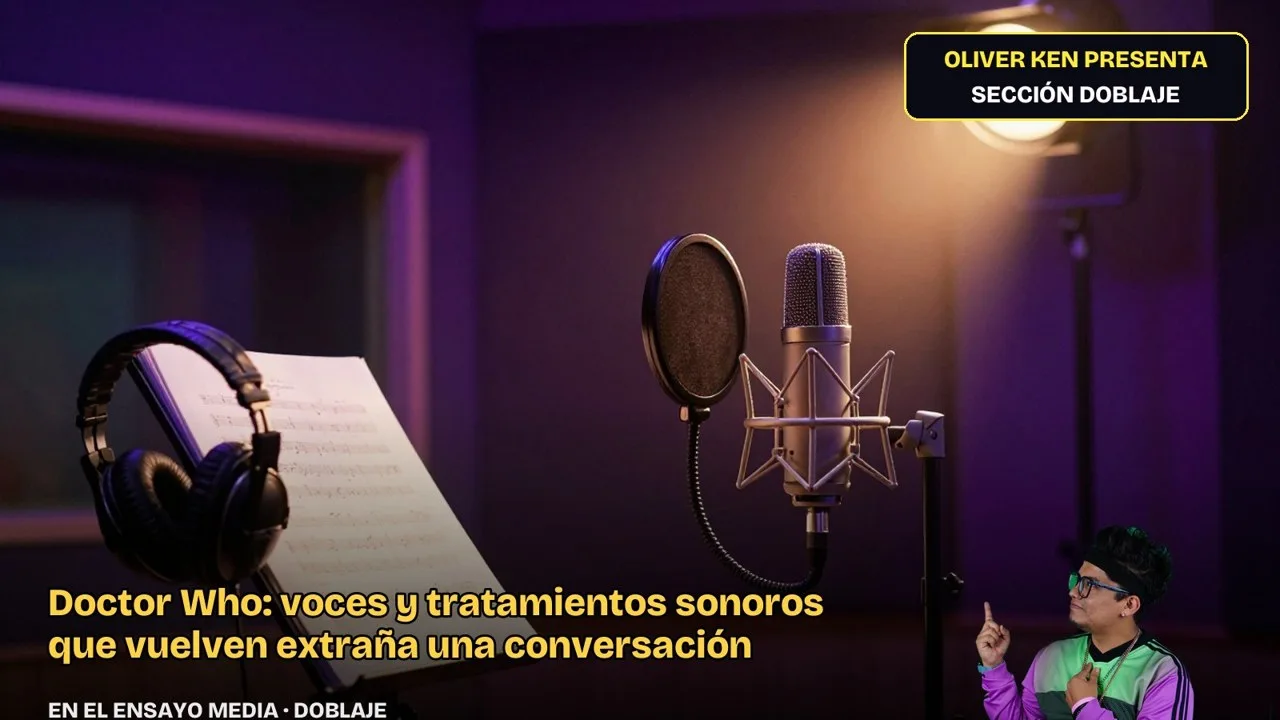 OLIVER KEN PRESENTA
SECCIÓN DOBLAJE
Doctor Who: voces y tratamientos sonoros
que vuelven extraña una conversación
EN EL ENSAYO MEDIA · DOBLAJE